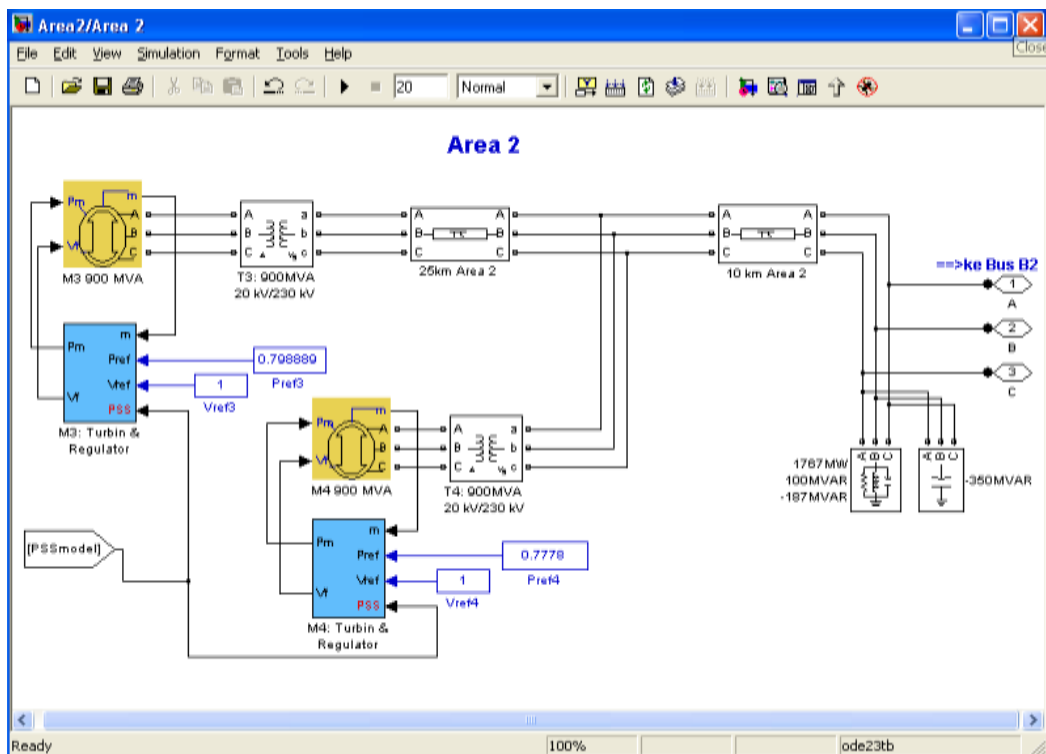 Area2/Area 2
Close
File Edit View Simulation Format Tools Help
20
Normal
Area 2
Pm
m
A
Vf
B
C
M3 900 MVA
A
a
B
b
C
c
T3: 900MVA
20 kV/230 kV
A
A
B
B
C
C
25km Area 2
A
A
B
B
C
C
10 km Area 2
==>ke Bus B2
1
A
2
B
3
C
m
Pm
Pref
Vref
Vf
PSS
M3: Turbin &
Regulator
0.798889
Pref3
1
Vref3
Pm
m
A
Vf
B
C
M4 900 MVA
A
a
B
b
C
c
T4: 900MVA
20 kV/230 kV
A B C
1767MW
100MVAR
-187MVAR
A B C
-350MVAR
[PSSmodel]
m
Pm
Pref
Vref
Vf
PSS
M4: Turbin &
Regulator
0.7778
Pref4
1
Vref4
Ready
100%
ode23tb